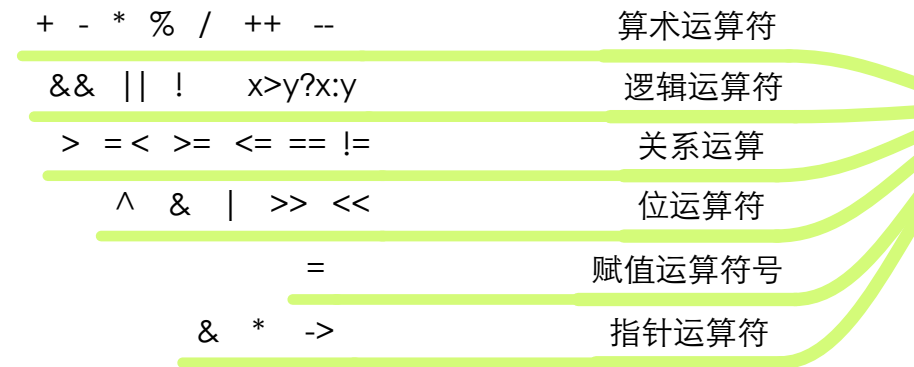 + - * % / ++ -- 算术运算符
&& || ! x>y?x:y 逻辑运算符
> =< >= <= == != 关系运算
^ & | >> << 位运算符
= 赋值运算符号
& * -> 指针运算符